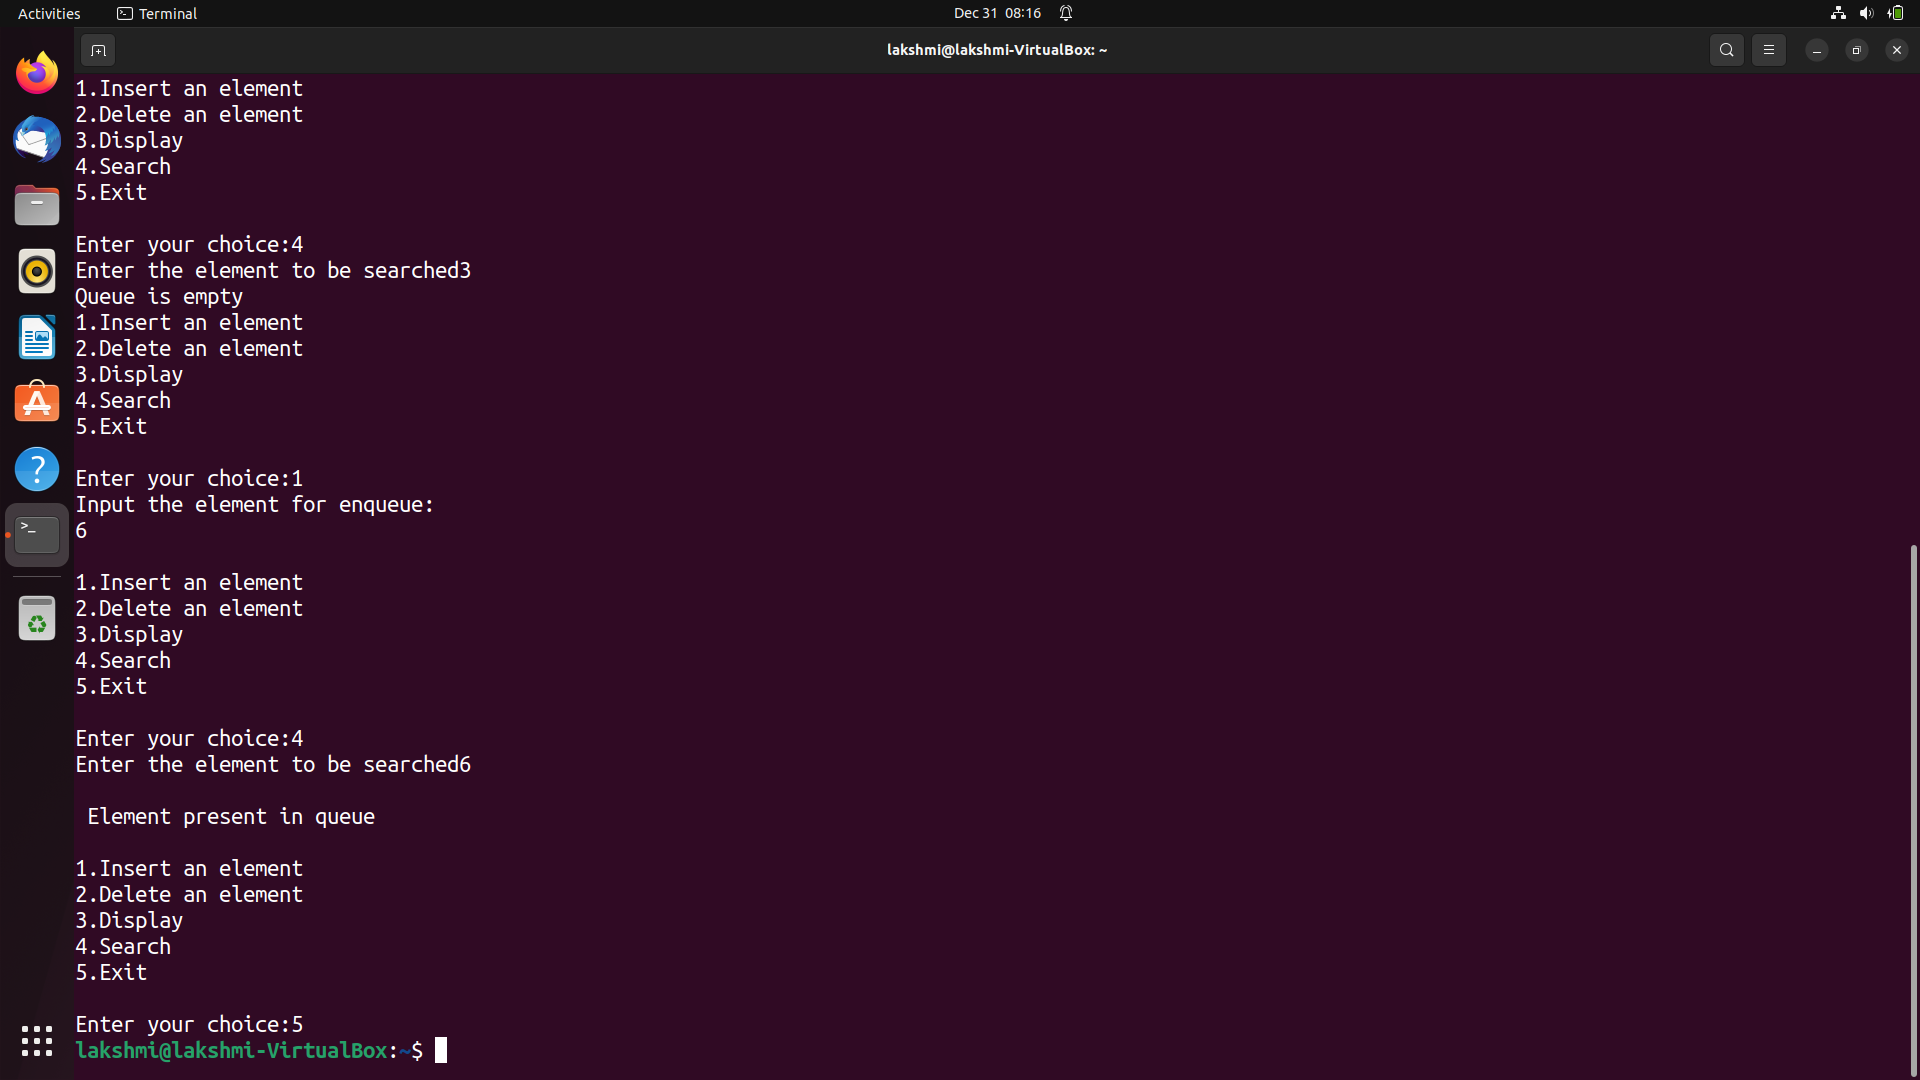 Activities Terminal Dec 31 08:16
lakshmi@lakshmi-VirtualBox: ~
1.Insert an element
2.Delete an element
3.Display
4.Search
5.Exit
Enter your choice:4
Enter the element to be searched3
Queue is empty
1.Insert an element
2.Delete an element
3.Display
4.Search
5.Exit
Enter your choice:1
Input the element for enqueue:
6
1.Insert an element
2.Delete an element
3.Display
4.Search
5.Exit
Enter your choice:4
Enter the element to be searched6
Element present in queue
1.Insert an element
2.Delete an element
3.Display
4.Search
5.Exit
Enter your choice:5
lakshmi@lakshmi-VirtualBox:~$